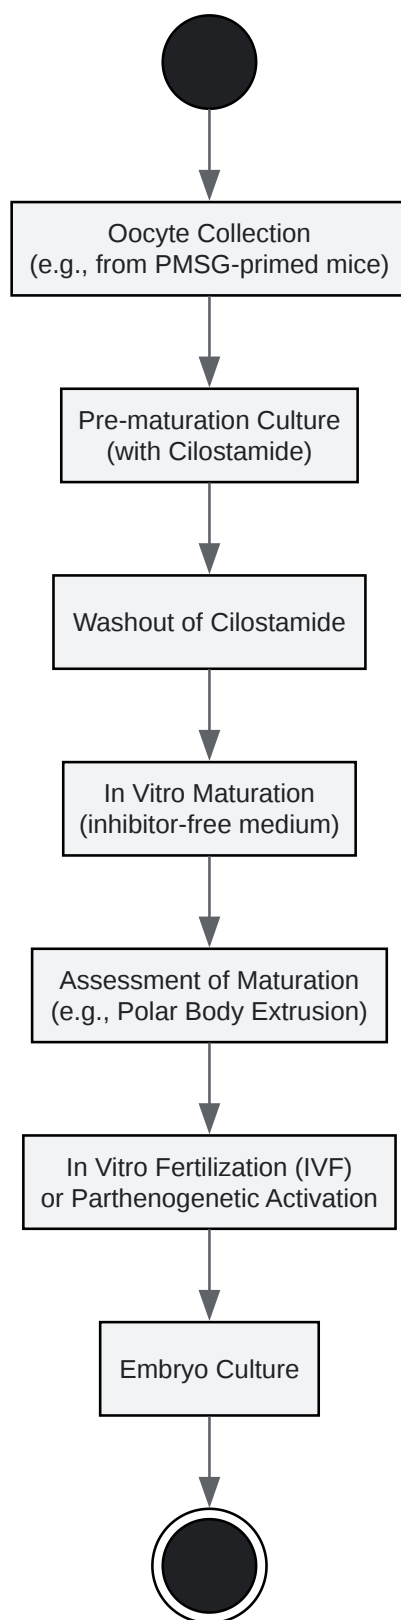 Oocyte Collection
(e.g., from PMSG-primed mice)
Pre-maturation Culture
(with Cilostamide)
Washout of Cilostamide
In Vitro Maturation
(inhibitor-free medium)
Assessment of Maturation
(e.g., Polar Body Extrusion)
In Vitro Fertilization (IVF)
or Parthenogenetic Activation
Embryo Culture